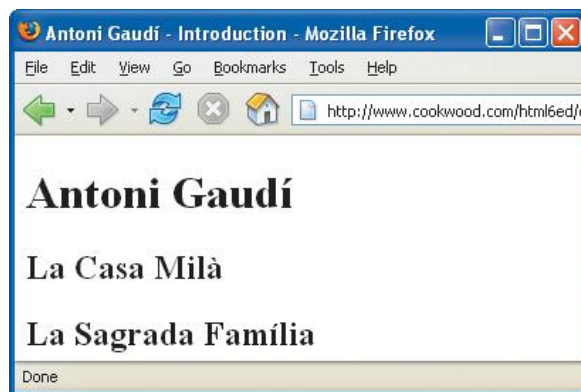 Antoni Gaudí - Introduction - Mozilla Firefox
File Edit View Go Bookmarks Tools Help
http://www.cookwood.com/html6ed/
Antoni Gaudí
La Casa Milà
La Sagrada Família
Done